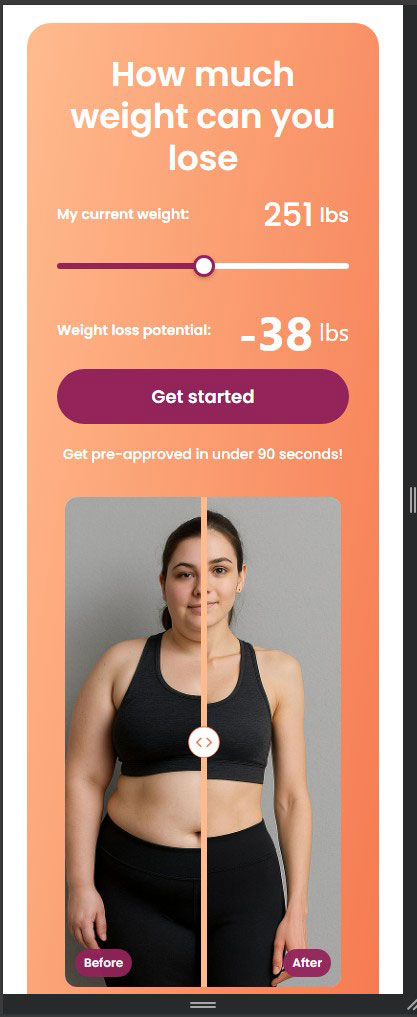 How much
weight can you
lose
My current weight: 251 lbs
Weight loss potential: -38 lbs
Get started
Get pre-approved in under 90 seconds!
Before After